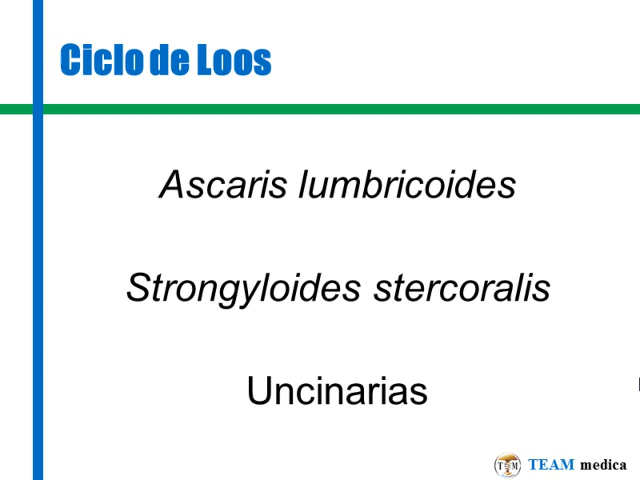 Ciclo de Loos
Ascaris lumbricoides
Strongyloides stercoralis
Uncinarias
TEAM medica